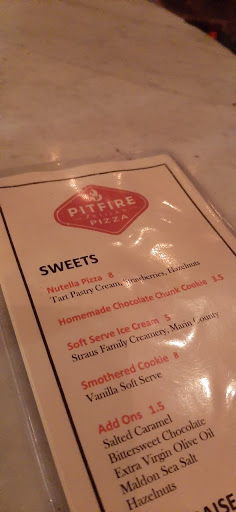 PITFIRE
PIZZA
SWEETS
Nutella Pizza 8
Tart Pastry Cream, Strawberries, Hazelnuts
Homemade Chocolate Chunk Cookie 3.5
Soft Serve Ice Cream 5
Straus Family Creamery, Marin County
Smothered Cookie 8
Vanilla Soft Serve
Add Ons 1.5
Salted Caramel
Bittersweet Chocolate
Extra Virgin Olive Oil
Maldon Sea Salt
Hazelnuts